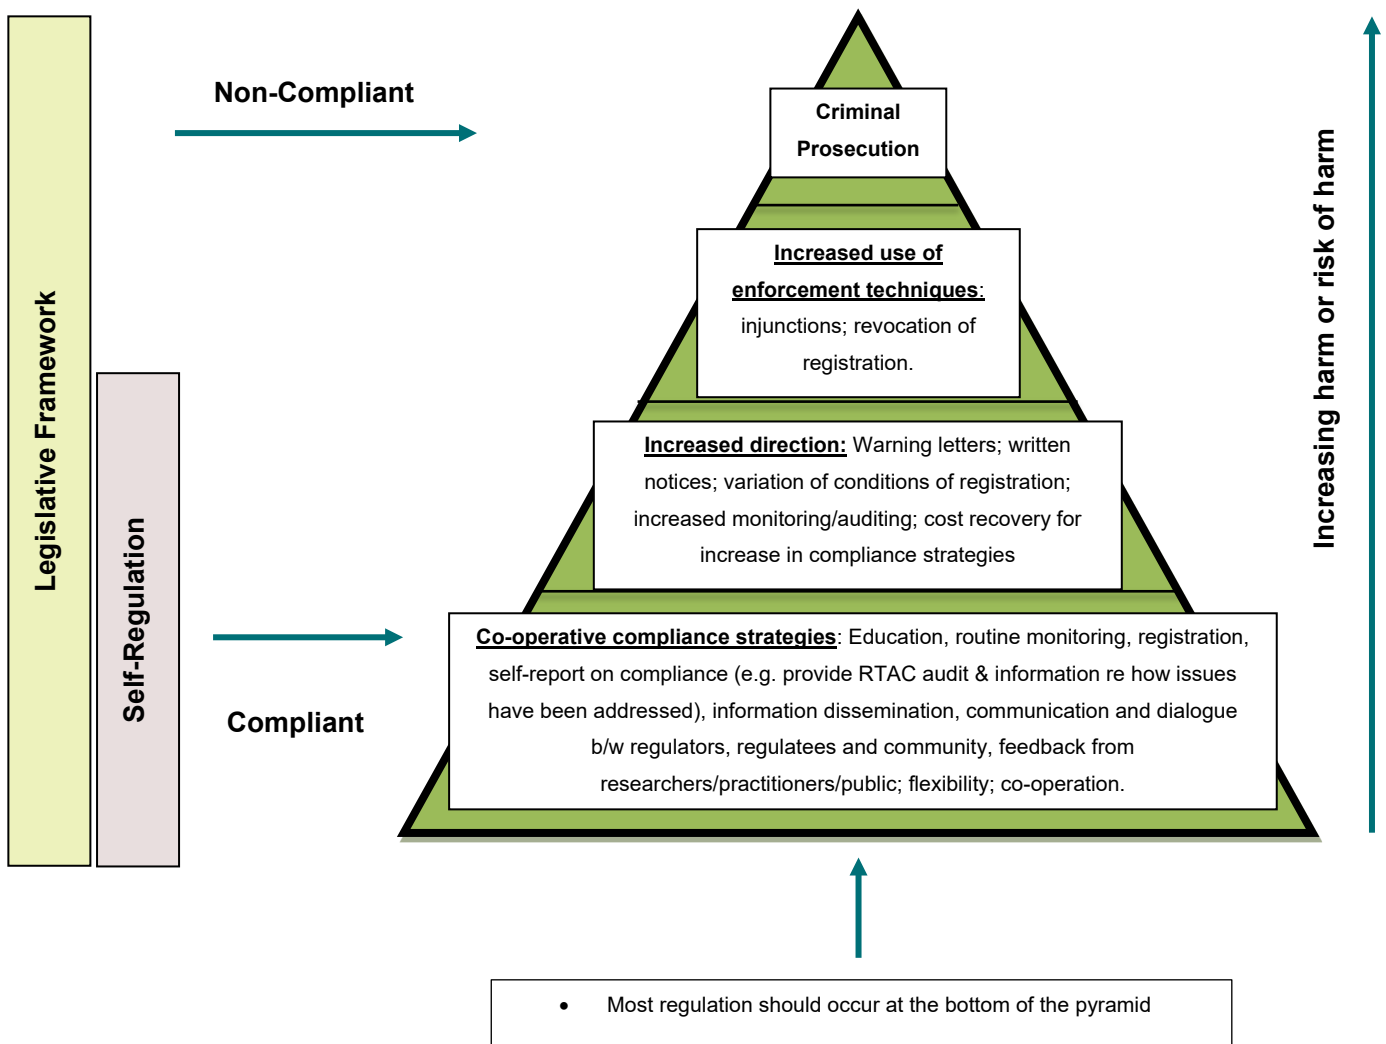 Non-Compliant
Criminal
Prosecution
Increased use of
enforcement techniques:
injunctions; revocation of
registration.
Increased direction: Warning letters; written
notices; variation of conditions of registration;
increased monitoring/auditing; cost recovery for
increase in compliance strategies
Co-operative compliance strategies: Education, routine monitoring, registration,
self-report on compliance (e.g. provide RTAC audit & information re how issues
have been addressed), information dissemination, communication and dialogue
b/w regulators, regulatees and community, feedback from
researchers/practitioners/public; flexibility; co-operation.
Legislative Framework
Self-Regulation
Compliant
Increasing harm or risk of harm
• Most regulation should occur at the bottom of the pyramid